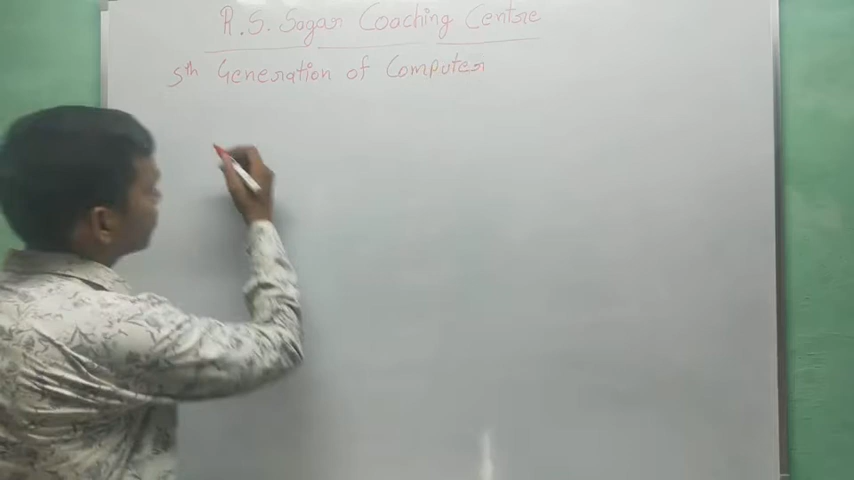 R.S. Sagar Coaching Centre
5th Generation of Computer